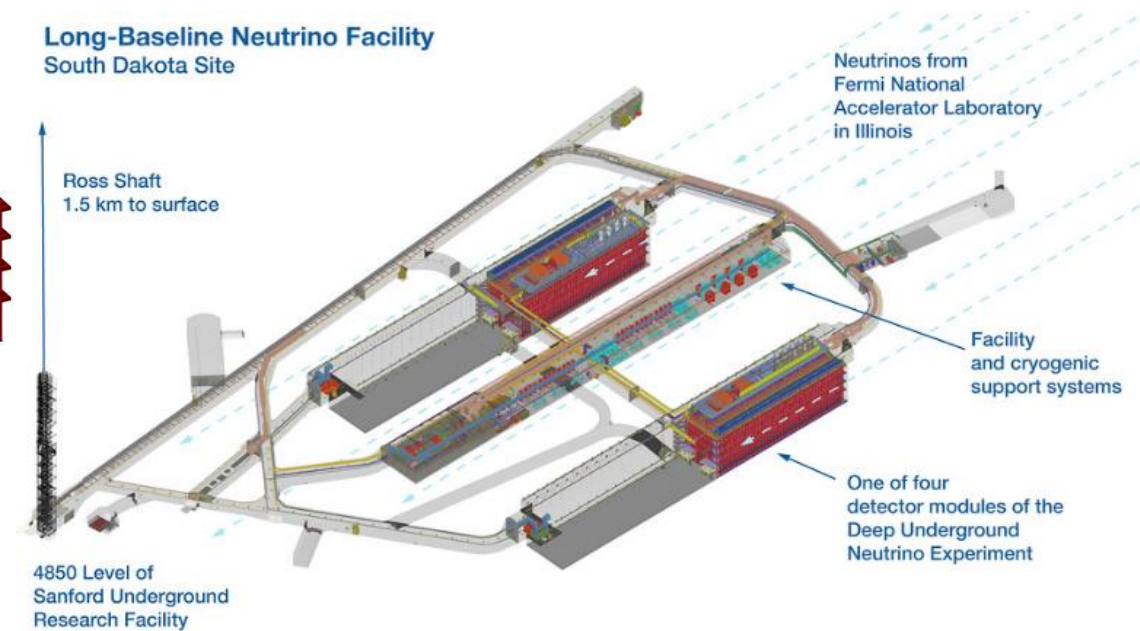 Long-Baseline Neutrino Facility
South Dakota Site
Neutrinos from
Fermi National
Accelerator Laboratory
in Illinois
Ross Shaft
1.5 km to surface
Facility
and cryogenic
support systems
One of four
detector modules of the
Deep Underground
Neutrino Experiment
4850 Level of
Sanford Underground
Research Facility